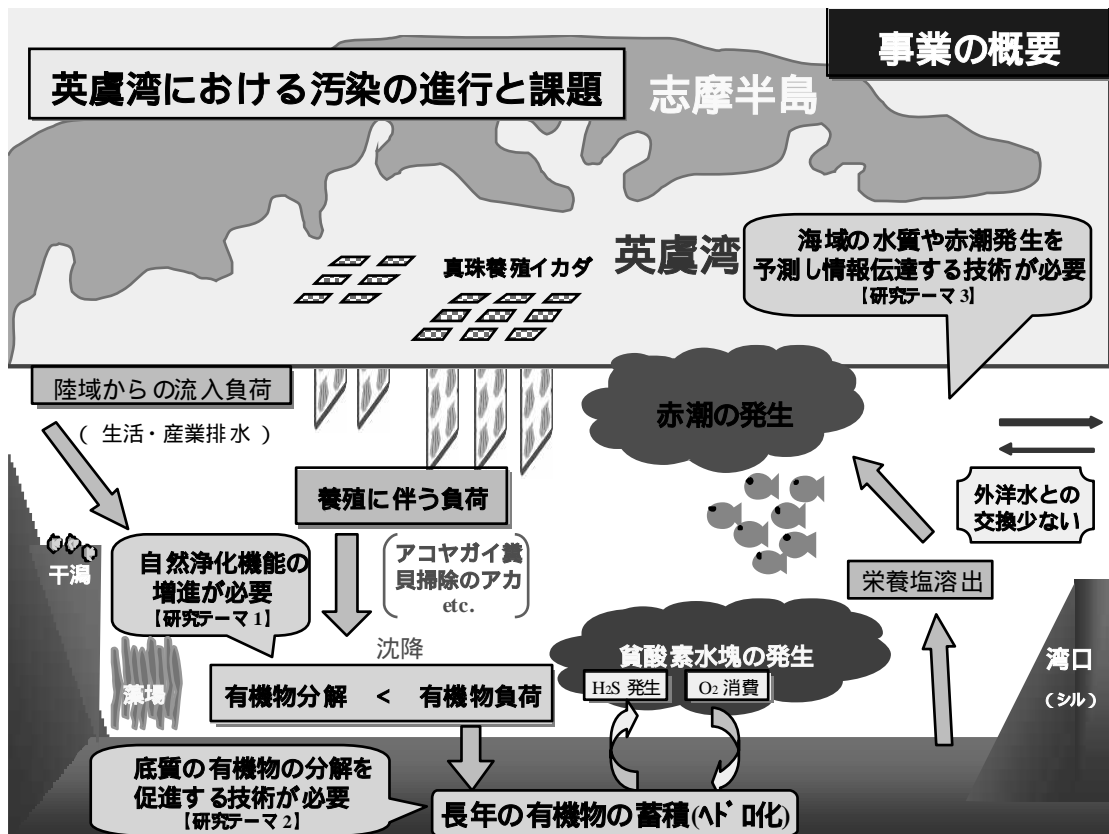 事業の概要
英虞湾における汚染の進行と課題
志摩半島
英虞湾
真珠養殖イカダ
海域の水質や赤潮発生を
予測し情報伝達する技術が必要
【研究テーマ3】
陸域からの流入負荷
(生活・産業排水)
赤潮の発生
養殖に伴う負荷
外洋水との
交換少ない
アコヤガイ糞
貝掃除のアカ
etc.
干潟
自然浄化機能の
増進が必要
【研究テーマ1】
栄養塩溶出
沈降
貧酸素水塊の発生
H2S 発生
O2 消費
湾口
(シル)
藻場
有機物分解 < 有機物負荷
底質の有機物の分解を
促進する技術が必要
【研究テーマ2】
長年の有機物の蓄積(ヘドロ化)